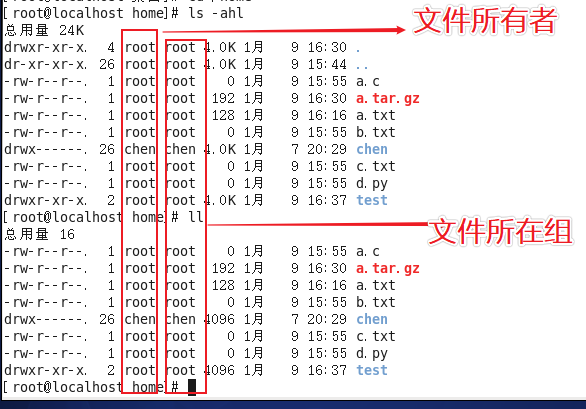 [root@localhost home]# ls -ahl
文件所有者
总用量 24K
drwxr-xr-x. 4 root root 4.0K 1月 9 16:30 .
dr-xr-xr-x. 26 root root 4.0K 1月 9 15:44 ..
-rw-r--r--. 1 root root 0 1月 9 15:55 a.c
-rw-r--r--. 1 root root 192 1月 9 16:30 a.tar.gz
-rw-r--r--. 1 root root 128 1月 9 16:16 a.txt
-rw-r--r--. 1 root root 0 1月 9 15:55 b.txt
drwx------. 26 chen chen 4.0K 1月 7 20:29 chen
-rw-r--r--. 1 root root 0 1月 9 15:55 c.txt
-rw-r--r--. 1 root root 0 1月 9 15:55 d.py
drwxr-xr-x. 2 root root 4.0K 1月 9 16:37 test
[root@localhost home]# ll
文件所在组
总用量 16
-rw-r--r--. 1 root root 0 1月 9 15:55 a.c
-rw-r--r--. 1 root root 192 1月 9 16:30 a.tar.gz
-rw-r--r--. 1 root root 128 1月 9 16:16 a.txt
-rw-r--r--. 1 root root 0 1月 9 15:55 b.txt
drwx------. 26 chen chen 4096 1月 7 20:29 chen
-rw-r--r--. 1 root root 0 1月 9 15:55 c.txt
-rw-r--r--. 1 root root 0 1月 9 15:55 d.py
drwxr-xr-x. 2 root root 4096 1月 9 16:37 test
[root@localhost home]#